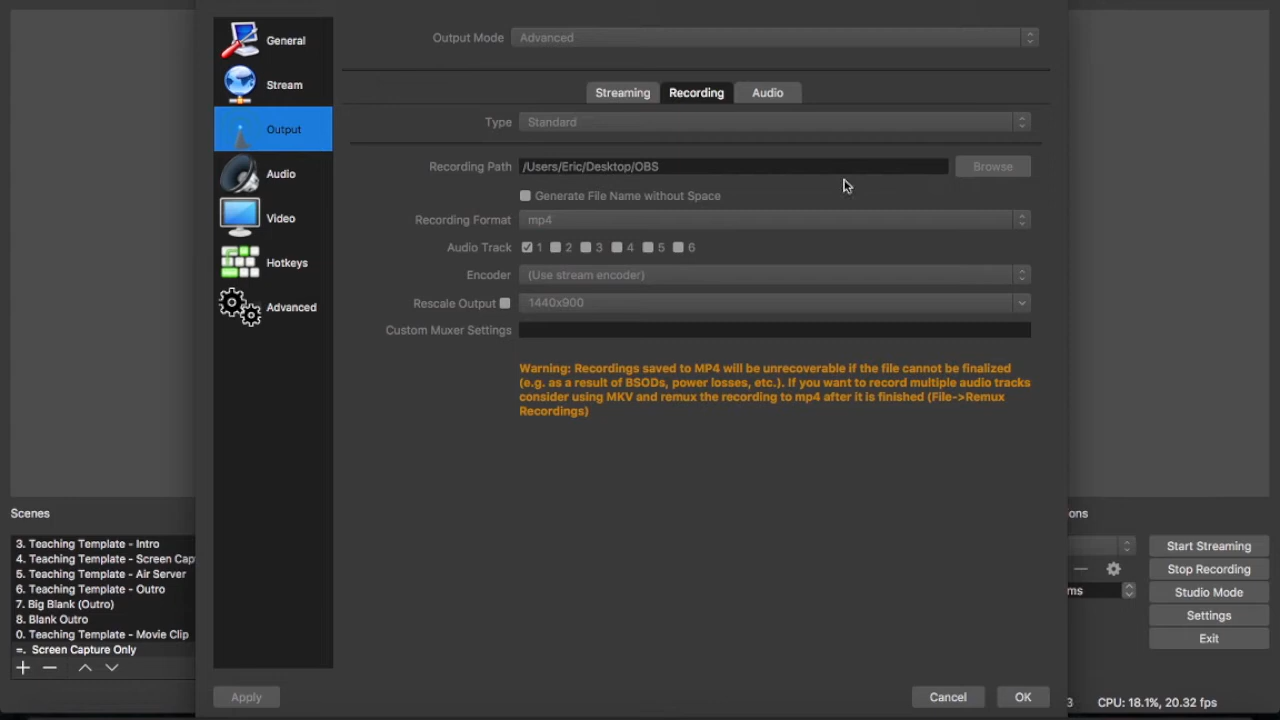 General
Stream
Output
Audio
Video
Hotkeys
Advanced
Output Mode Advanced
Streaming Recording Audio
Type Standard
Recording Path /Users/Eric/Desktop/OBS Browse
Generate File Name without Space
Recording Format mp4
Audio Track 1 2 3 4 5 6
Encoder (Use stream encoder)
Rescale Output 1440x900
Custom Muxer Settings
Warning: Recordings saved to MP4 will be unrecoverable if the file cannot be finalized
(e.g. as a result of BSODs, power losses, etc.). If you want to record multiple audio tracks
consider using MKV and remux the recording to mp4 after it is finished (File->Remux
Recordings)
Apply Cancel OK
Scenes
3. Teaching Template - Intro
4. Teaching Template - Screen Cap
5. Teaching Template - Air Server
6. Teaching Template - Outro
7. Big Blank (Outro)
8. Blank Outro
0. Teaching Template - Movie Clip
=. Screen Capture Only
ons
ms
Start Streaming
Stop Recording
Studio Mode
Settings
Exit
3 CPU: 18.1%, 20.32 fps